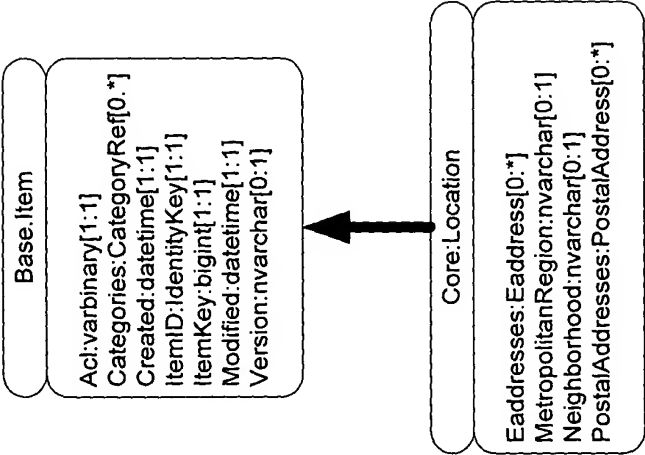 Base.Item
Acl:varbinary[1:1]
Categories:CategoryRef[0.*]
Created:datetime[1:1]
ItemID:IdentityKey[1:1]
ItemKey:bigint[1:1]
Modified:datetime[1:1]
Version:nvarchar[0:1]
Core:Location
Eaddresses:Eaddress[0:*]
MetropolitanRegion:nvarchar[0:1]
Neighborhood:nvarchar[0:1]
PostalAddresses:PostalAddress[0:*]